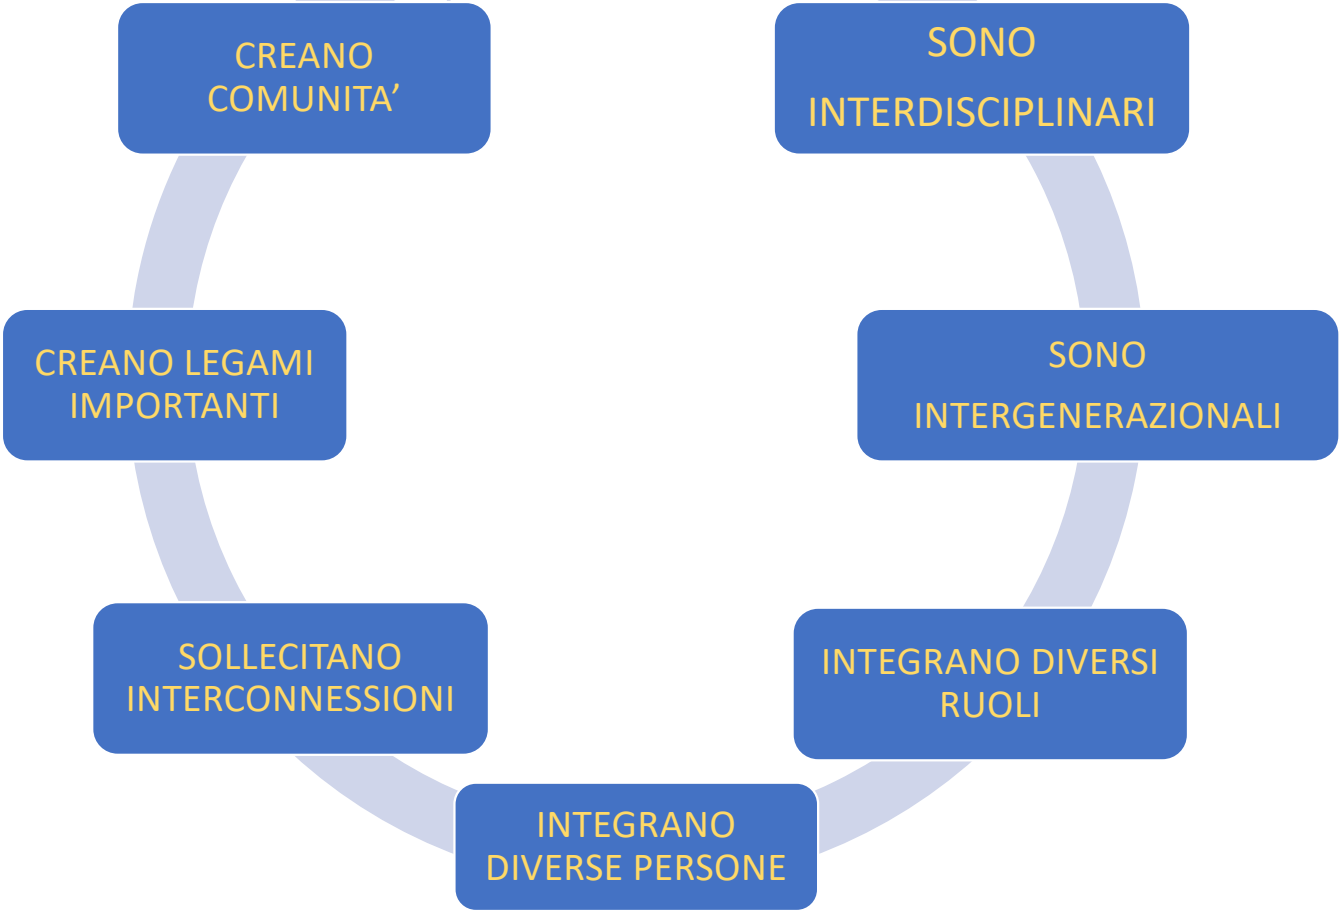 CREANO
COMUNITA’
SONO
INTERDISCIPLINARI
CREANO LEGAMI
IMPORTANTI
SONO
INTERGENERAZIONALI
SOLLECITANO
INTERCONNESSIONI
INTEGRANO DIVERSI
RUOLI
INTEGRANO
DIVERSE PERSONE